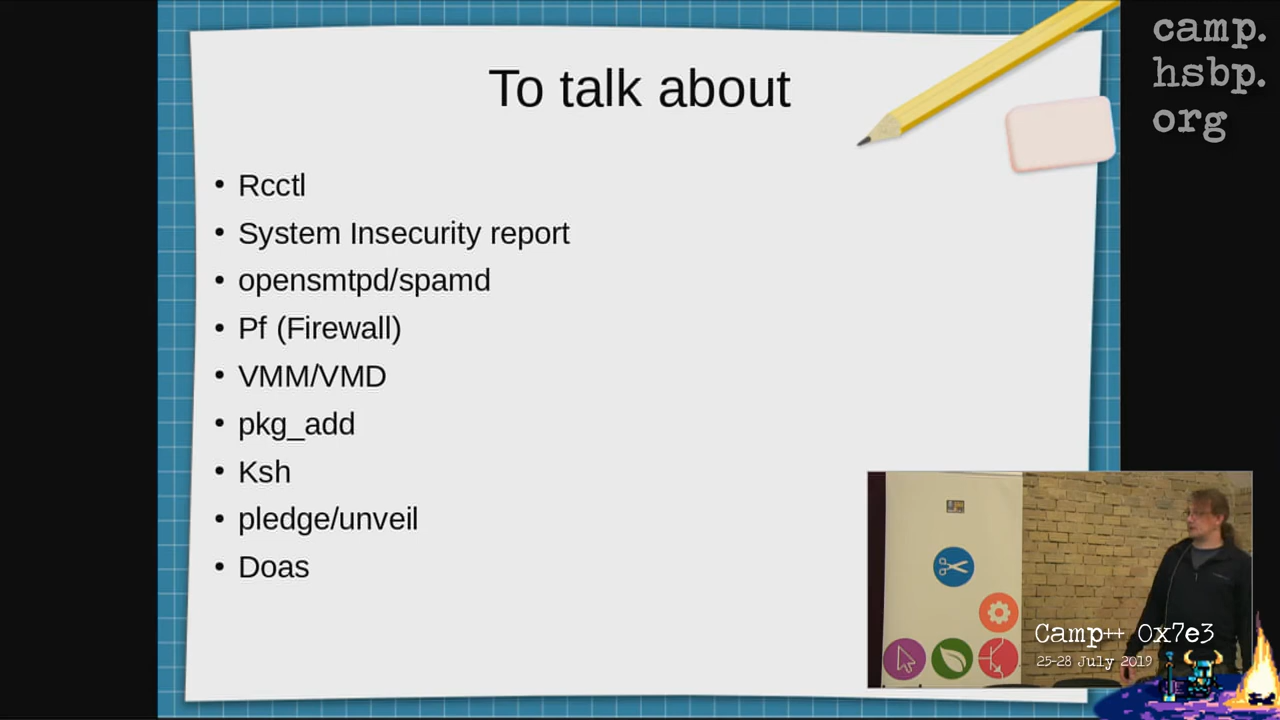 To talk about
Rcctl
System Insecurity report
opensmtpd/spamd
Pf (Firewall)
VMM/VMD
pkg_add
Ksh
pledge/unveil
Doas
camp.
hsbp.
org
Camp++ 0x7e3
25-28 July 2019